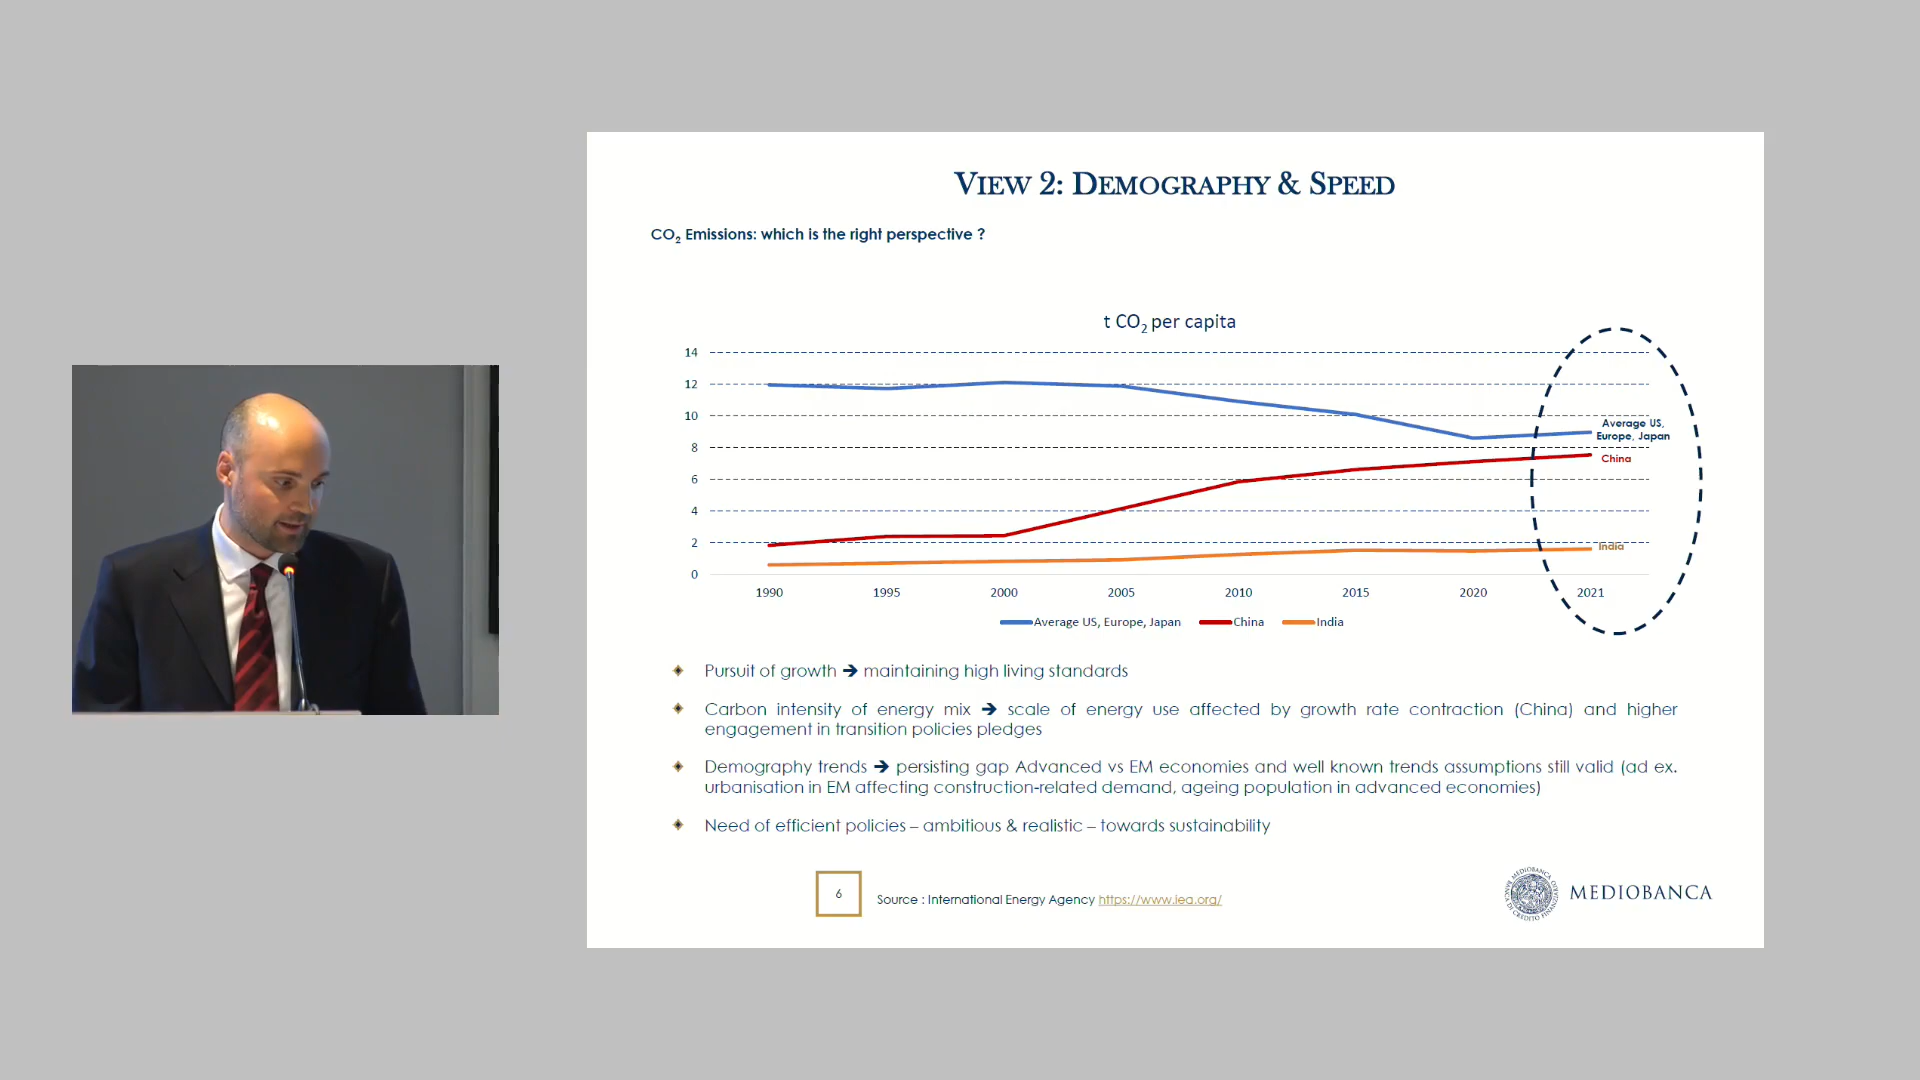 VIEW 2: DEMOGRAPHY & SPEED
CO2 Emissions: which is the right perspective ?
t CO2 per capita
14
12
10
8
6
4
2
0
Average US,
Europe, Japan
China
India
1990 1995 2000 2005 2010 2015 2020 2021
Average US, Europe, Japan China India
Pursuit of growth ➔ maintaining high living standards
Carbon intensity of energy mix ➔ scale of energy use affected by growth rate contraction (China) and higher
engagement in transition policies pledges
Demography trends ➔ persisting gap Advanced vs EM economies and well known trends assumptions still valid (ad ex.
urbanisation in EM affecting construction-related demand, ageing population in advanced economies)
Need of efficient policies – ambitious & realistic – towards sustainability
6
Source : International Energy Agency https://www.iea.org/
MEDIOBANCA